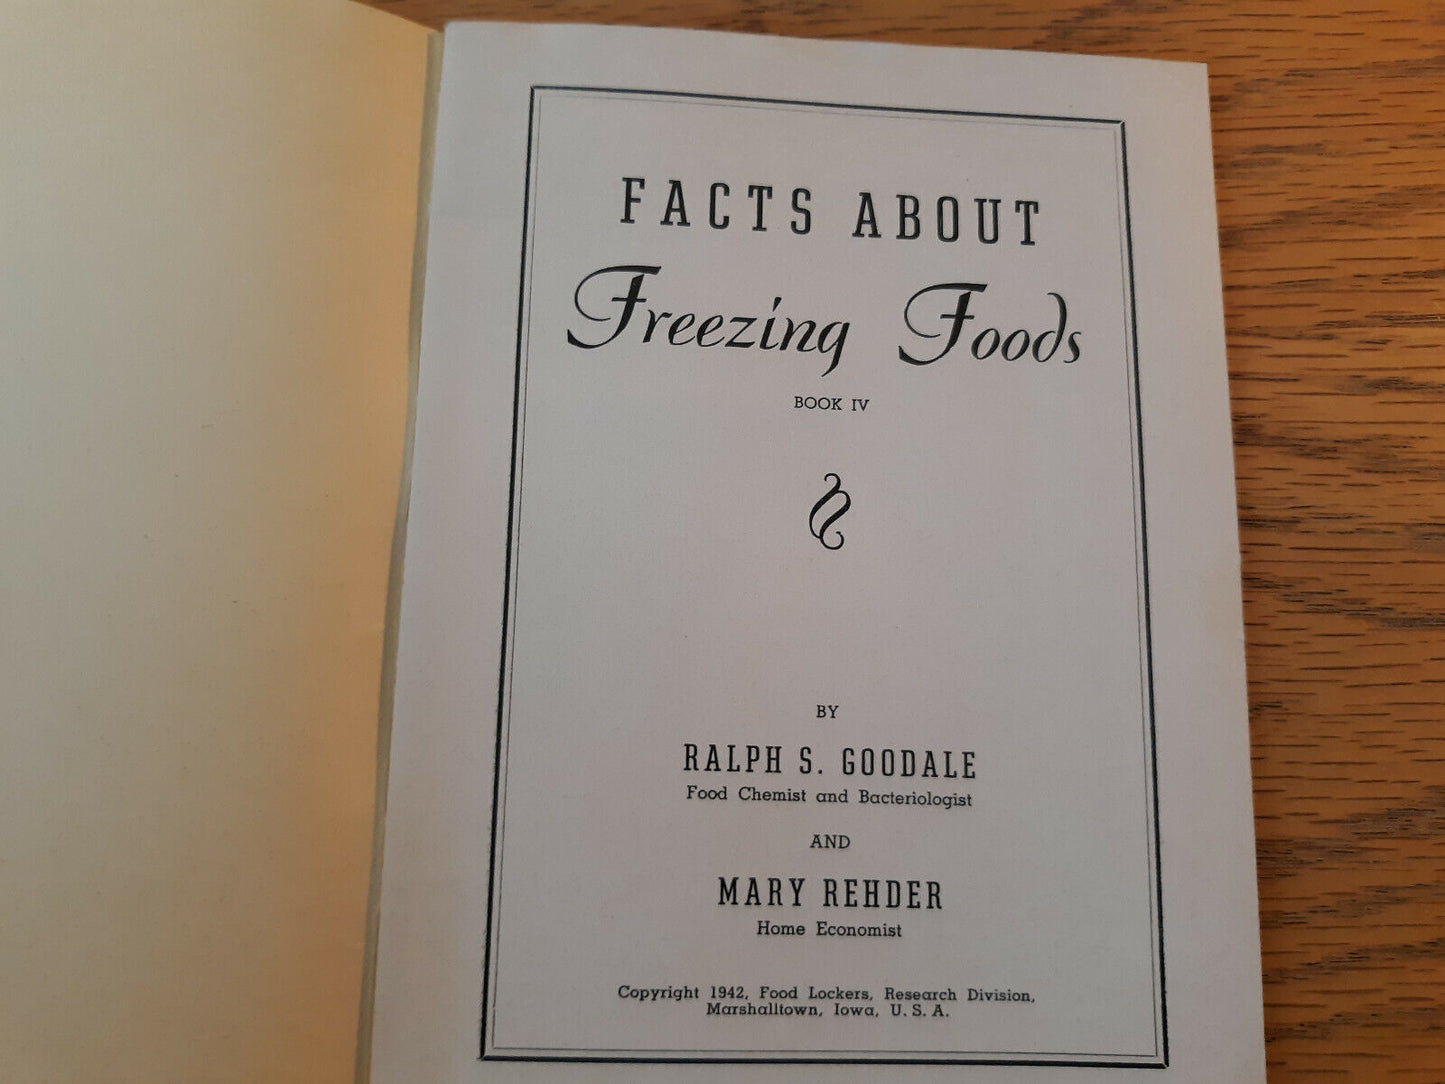 FACTS ABOUT
Freezing Foods
BOOK IV
BY
RALPH S. GOODALE
Food Chemist and Bacteriologist
AND
MARY REHDER
Home Economist
Copyright 1942, Food Lockers, Research Division,
Marshalltown, Iowa, U. S. A.